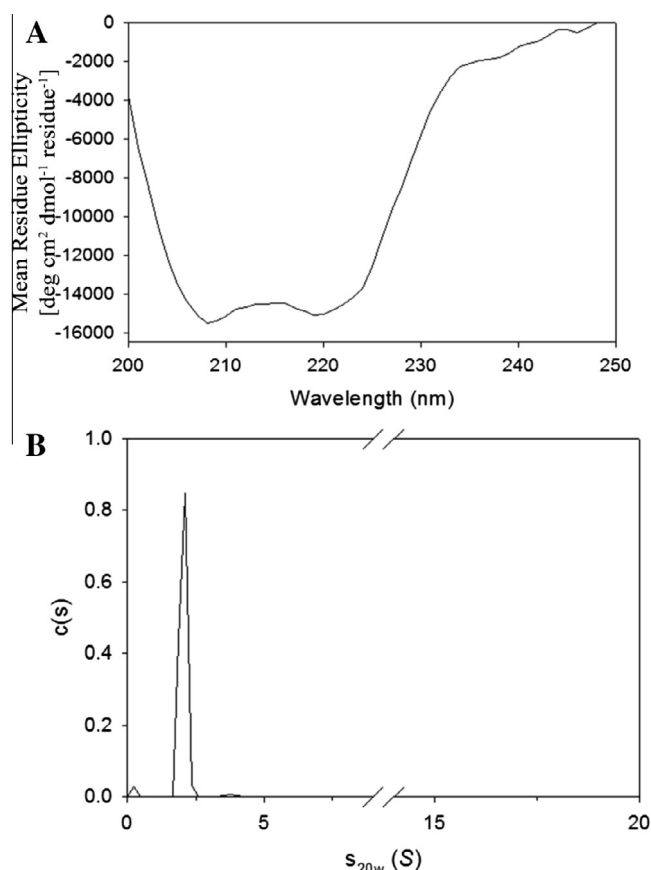 A
Mean Residue Ellipticity
[deg cm² dmol⁻¹ residue⁻¹]
0
-2000
-4000
-6000
-8000
-10000
-12000
-14000
-16000
200 210 220 230 240 250
Wavelength (nm)
B
c(s)
1.0
0.8
0.6
0.4
0.2
0.0
0 5 15 20
s20w (S)